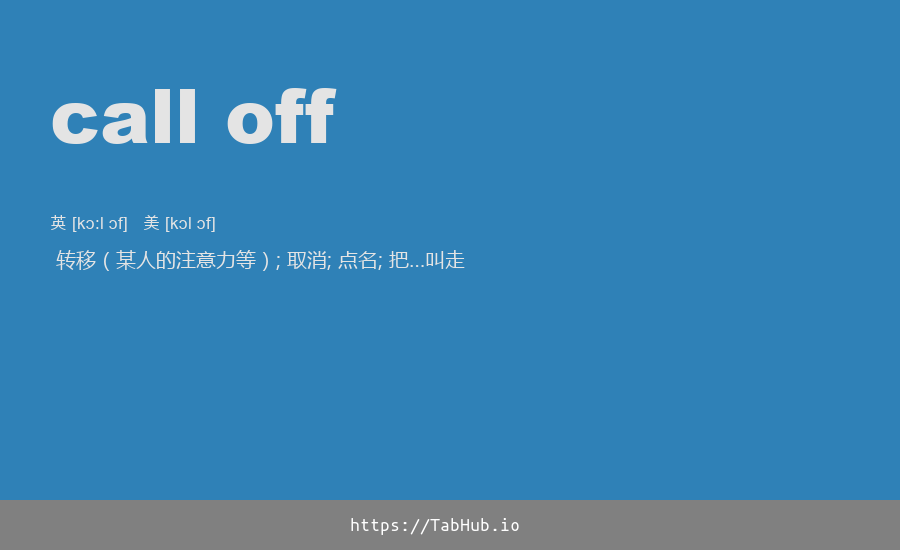 call off
英 [kɔ:l ɔf] 美 [kɔl ɔf]
转移（某人的注意力等）; 取消; 点名; 把...叫走
https://TabHub.io